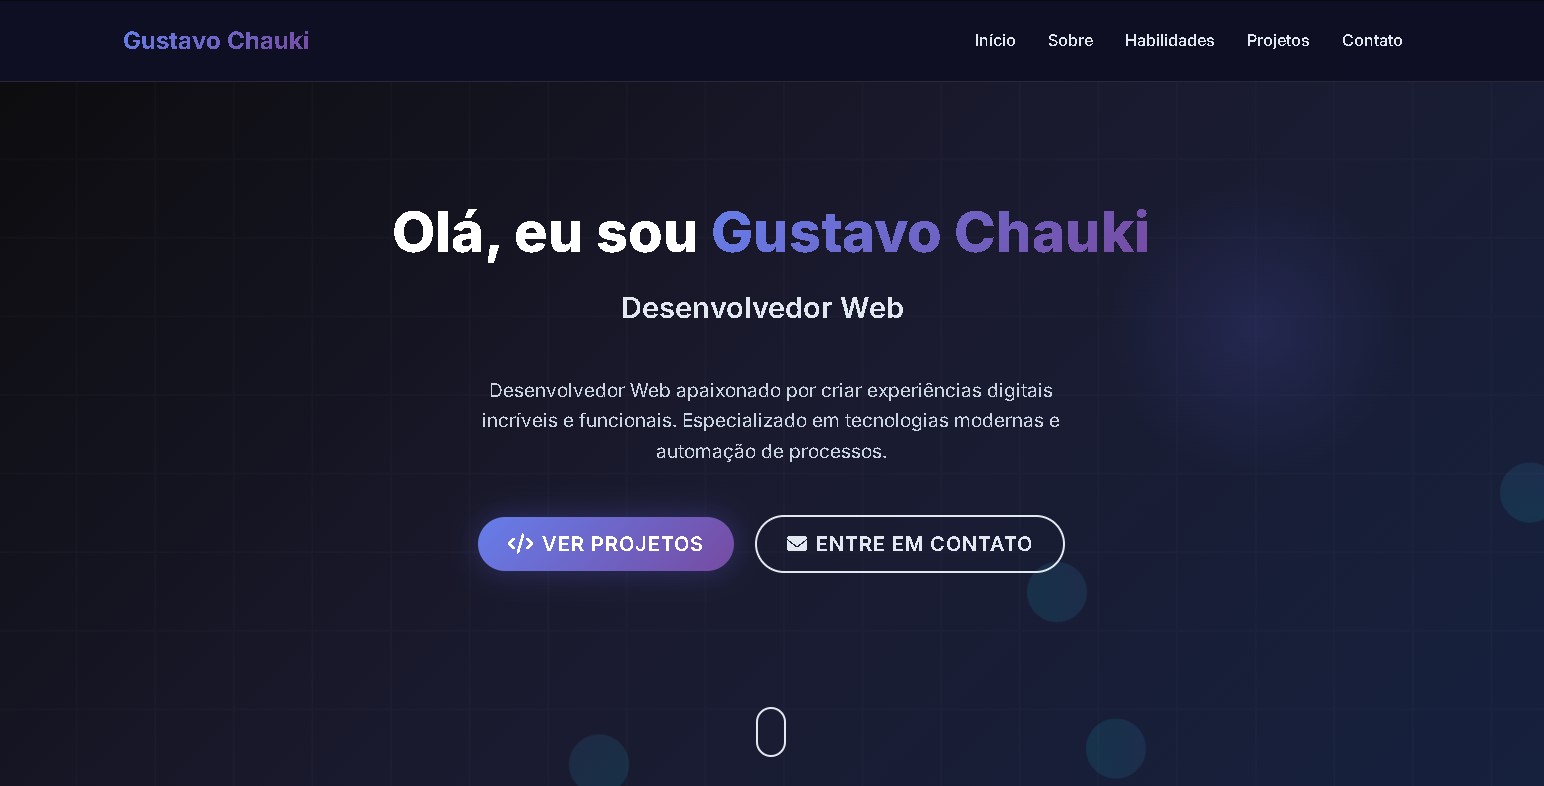 Gustavo Chauki
Início Sobre Habilidades Projetos Contato
Olá, eu sou Gustavo Chauki
Desenvolvedor Web
Desenvolvedor Web apaixonado por criar experiências digitais
incríveis e funcionais. Especializado em tecnologias modernas e
automação de processos.
VER PROJETOS
ENTRE EM CONTATO